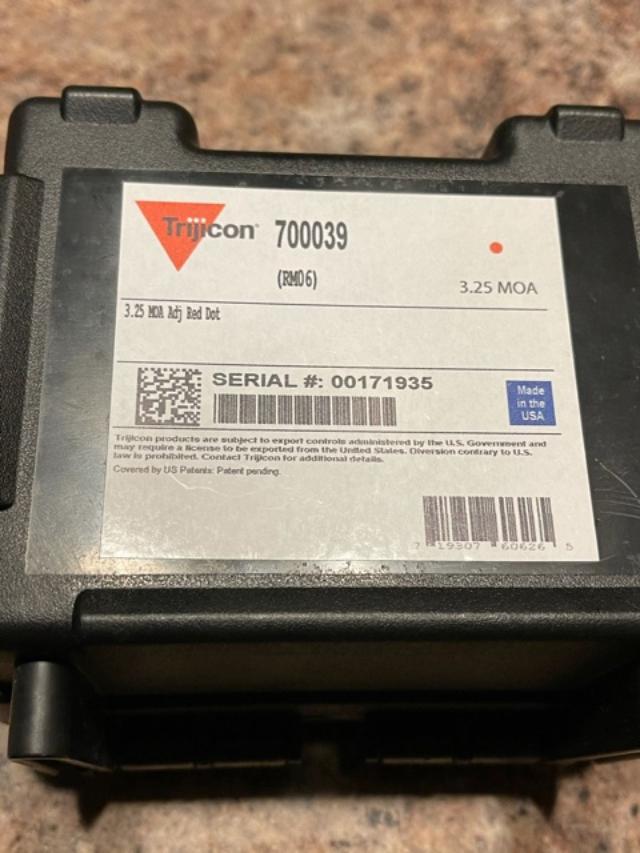 Trijicon® 700039
(RM06)
3.25 MOA
3.25 MOA Adj Red Dot
SERIAL #: 00171935
Made
in the
USA
Trijicon products are subject to export controls administered by the U.S. Government and
may require a license to be exported from the United States. Diversion contrary to U.S.
law is prohibited. Contact Trijicon for additional details.
Covered by US Patents: Patent pending.
7 19307 60626 5